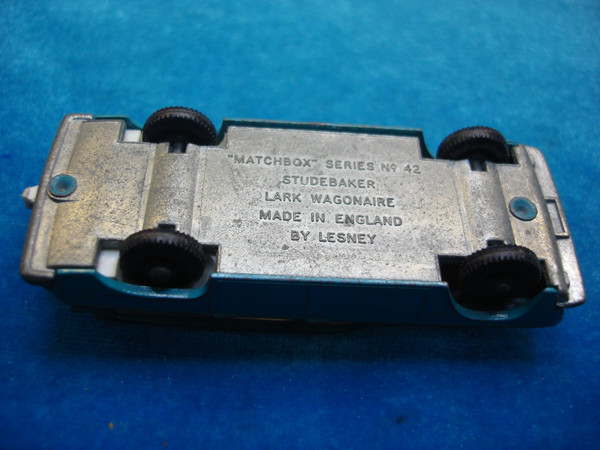 "MATCHBOX" SERIES Nº 42
STUDEBAKER
LARK WAGONAIRE
MADE IN ENGLAND
BY LESNEY